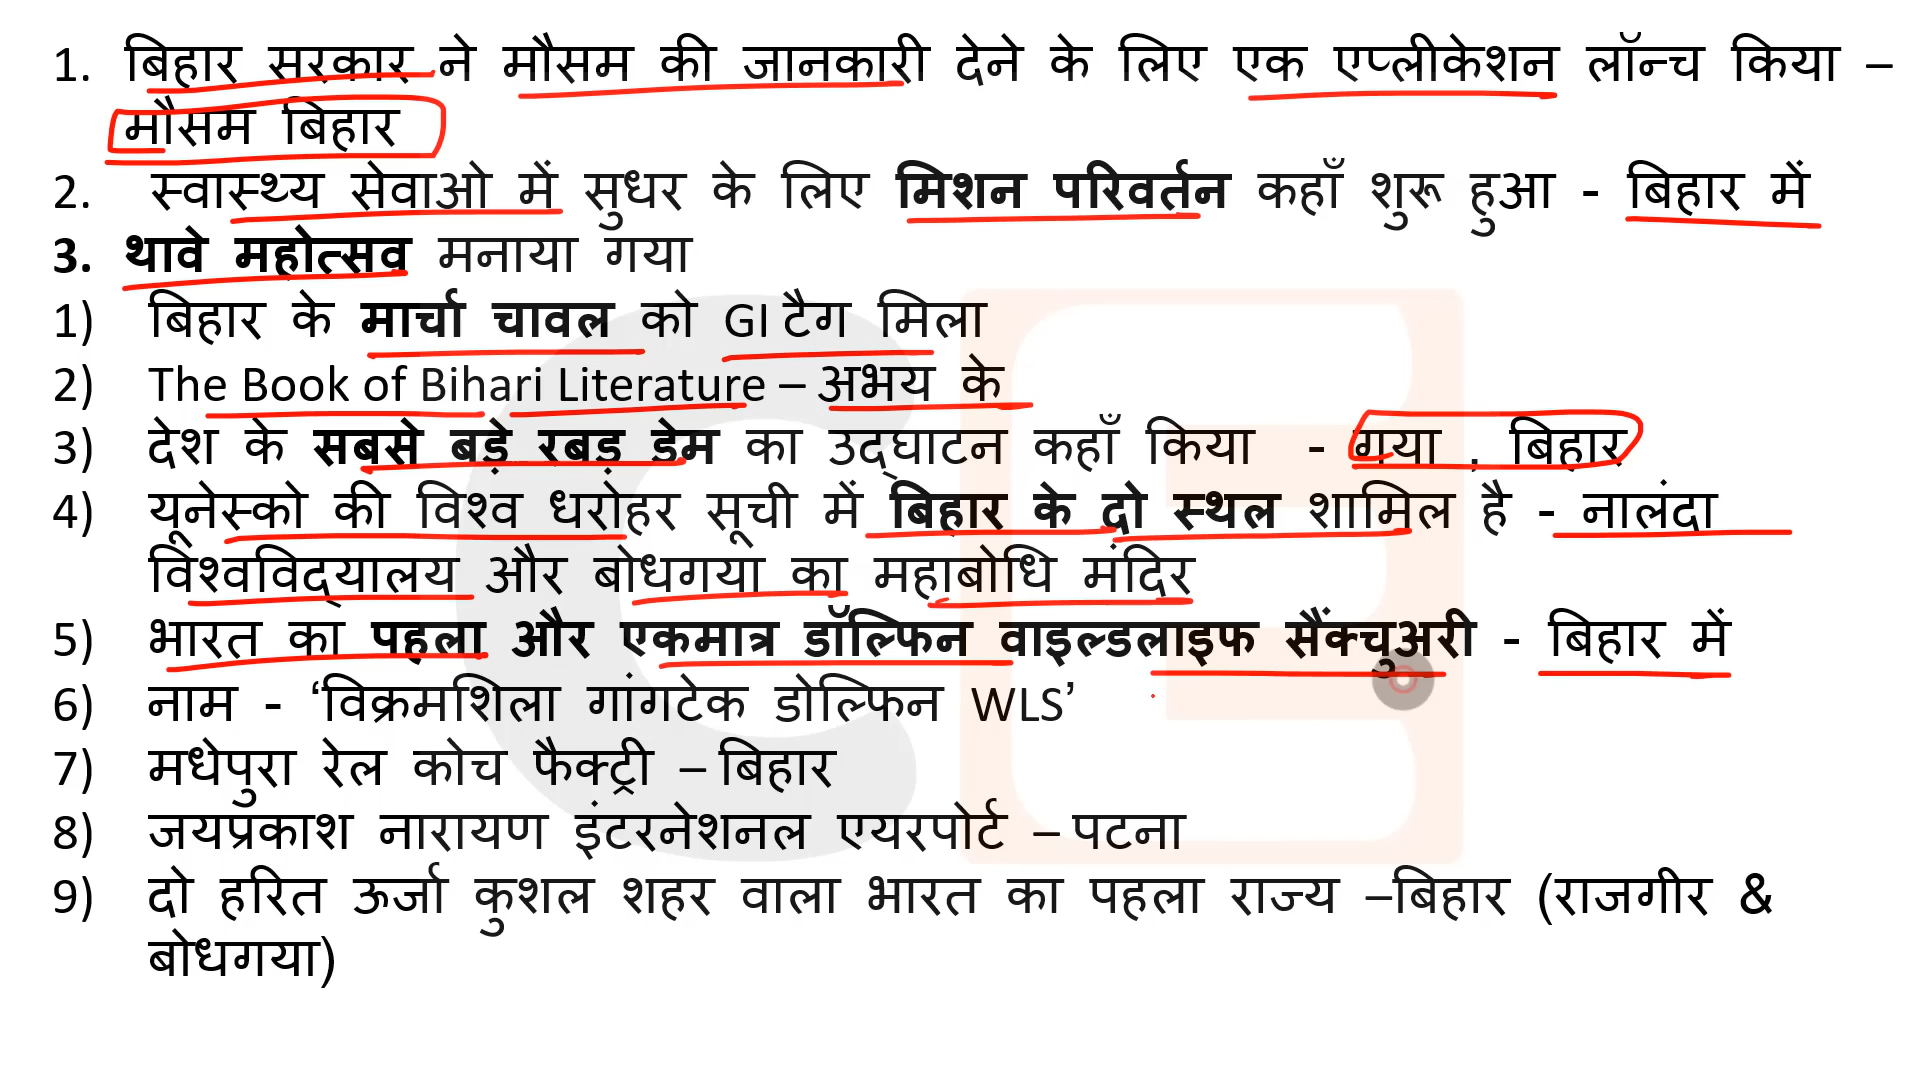 1. बिहार सरकार ने मौसम की जानकारी देने के लिए एक एप्लीकेशन लॉन्च किया –
मौसम बिहार
2. स्वास्थ्य सेवाओ में सुधर के लिए मिशन परिवर्तन कहाँ शुरू हुआ - बिहार में
3. थावे महोत्सव मनाया गया
1) बिहार के मार्चा चावल को GI टैग मिला
2) The Book of Bihari Literature – अभय के
3) देश के सबसे बड़े रबड़ डेम का उद्घाटन कहाँ किया - गया , बिहार
4) यूनेस्को की विश्व धरोहर सूची में बिहार के दो स्थल शामिल है - नालंदा
विश्वविद्यालय और बोधगया का महाबोधि मंदिर
5) भारत का पहला और एकमात्र डॉल्फिन वाइल्डलाइफ सैंक्चुअरी - बिहार में
6) नाम - ‘विक्रमशिला गांगटेक डोल्फिन WLS’
7) मधेपुरा रेल कोच फैक्ट्री – बिहार
8) जयप्रकाश नारायण इंटरनेशनल एयरपोर्ट – पटना
9) दो हरित ऊर्जा कुशल शहर वाला भारत का पहला राज्य –बिहार (राजगीर &
बोधगया)